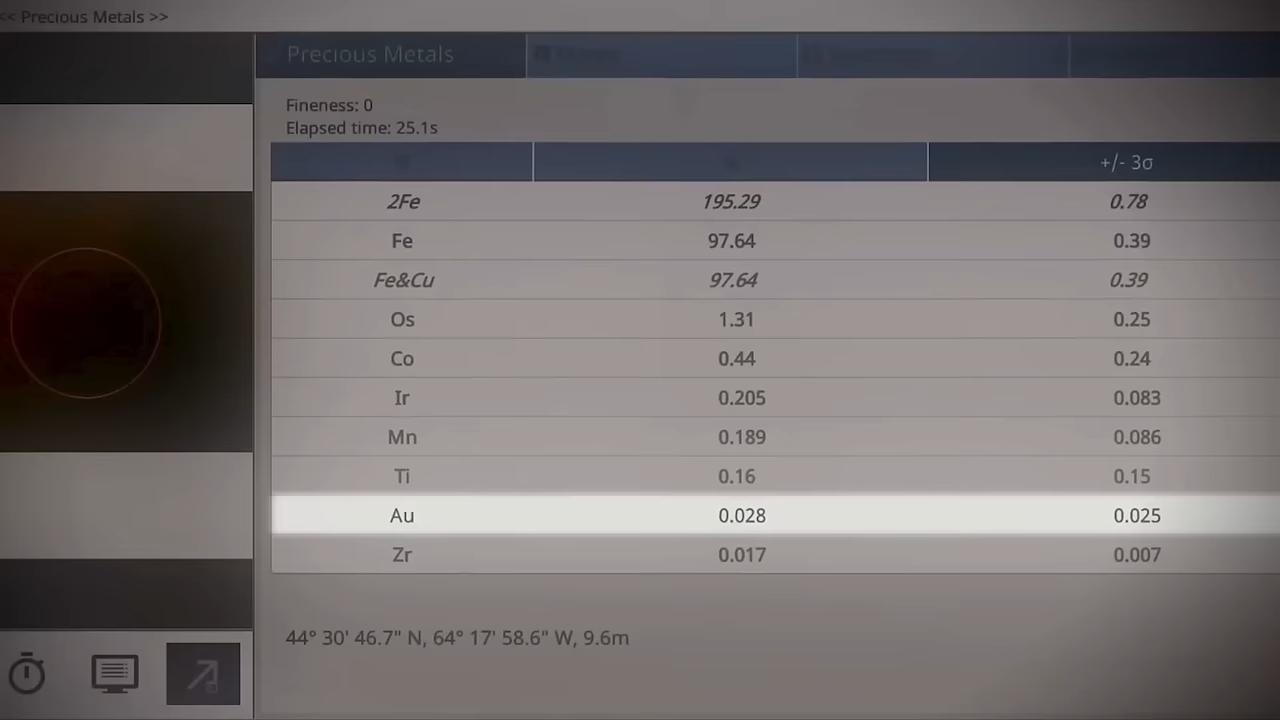 << Precious Metals >>
Precious Metals
Fineness: 0
Elapsed time: 25.1s
+/- 3σ
2Fe 195.29 0.78
Fe 97.64 0.39
Fe&Cu 97.64 0.39
Os 1.31 0.25
Co 0.44 0.24
Ir 0.205 0.083
Mn 0.189 0.086
Ti 0.16 0.15
Au 0.028 0.025
Zr 0.017 0.007
44° 30' 46.7" N, 64° 17' 58.6" W, 9.6m